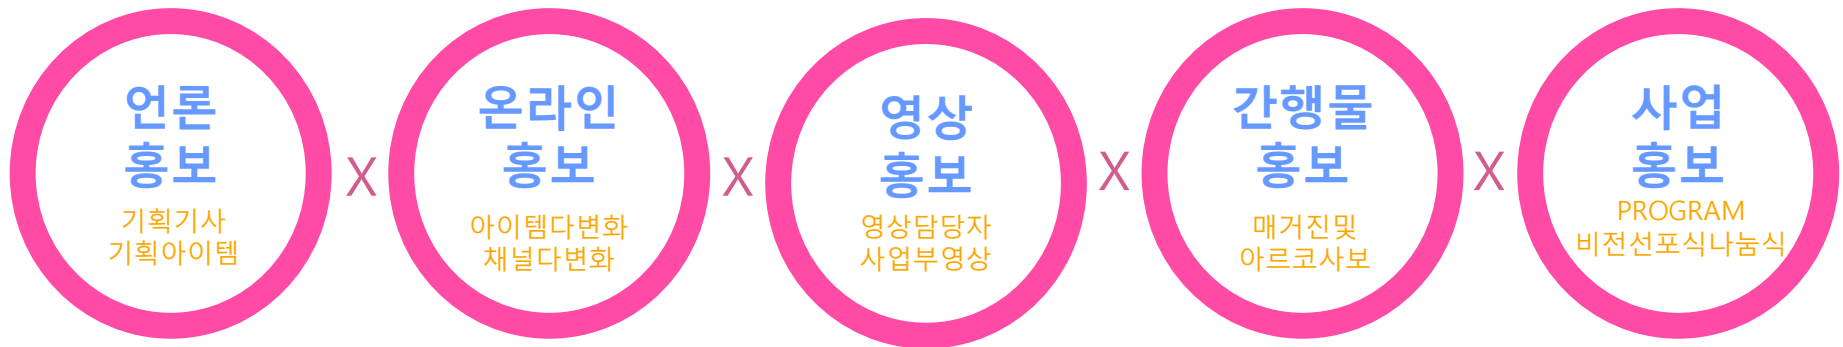 언론
홍보
기획기사
기획아이템
X
온라인
홍보
아이템다변화
채널다변화
X
영상
홍보
영상담당자
사업부영상
X
간행물
홍보
매거진및
아르코사보
X
사업
홍보
PROGRAM
비전선포식나눔식